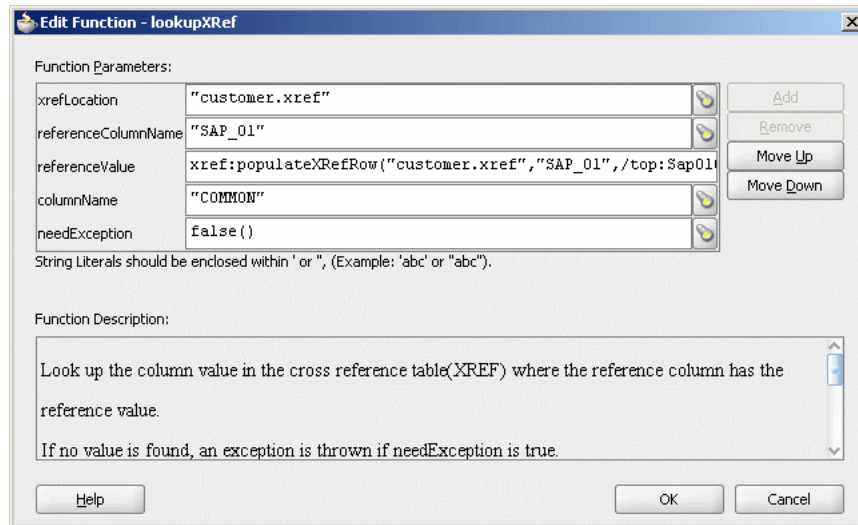 Edit Function - lookupXRef
Function Parameters:
xrefLocation "customer.xref"
referenceColumnName "SAP_01"
referenceValue xref:populateXRefRow("customer.xref","SAP_01",/top:Sap01
columnName "COMMON"
needException false()
Add
Remove
Move Up
Move Down
String Literals should be enclosed within ' or ", (Example: 'abc' or "abc").
Function Description:
Look up the column value in the cross reference table(XREF) where the reference column has the
reference value.
If no value is found, an exception is thrown if needException is true.
Help OK Cancel